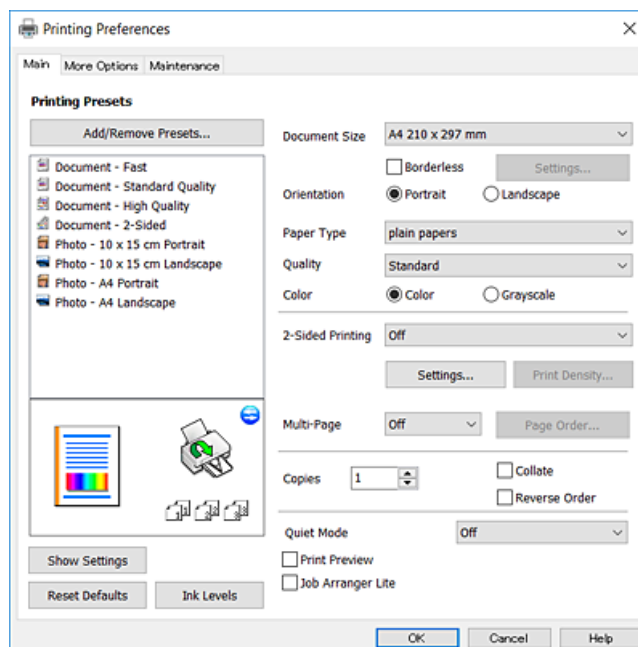 Printing Preferences
Main
More Options
Maintenance
Printing Presets
Add/Remove Presets...
Document - Fast
Document - Standard Quality
Document - High Quality
Document - 2-Sided
Photo - 10 x 15 cm Portrait
Photo - 10 x 15 cm Landscape
Photo - A4 Portrait
Photo - A4 Landscape
Show Settings
Reset Defaults
Ink Levels
Document Size
A4 210 x 297 mm
Borderless
Settings...
Orientation
Portrait
Landscape
Paper Type
plain papers
Quality
Standard
Color
Color
Grayscale
2-Sided Printing
Off
Settings...
Print Density...
Multi-Page
Off
Page Order...
Copies
1
Collate
Reverse Order
Quiet Mode
Off
Print Preview
Job Arranger Lite
OK
Cancel
Help